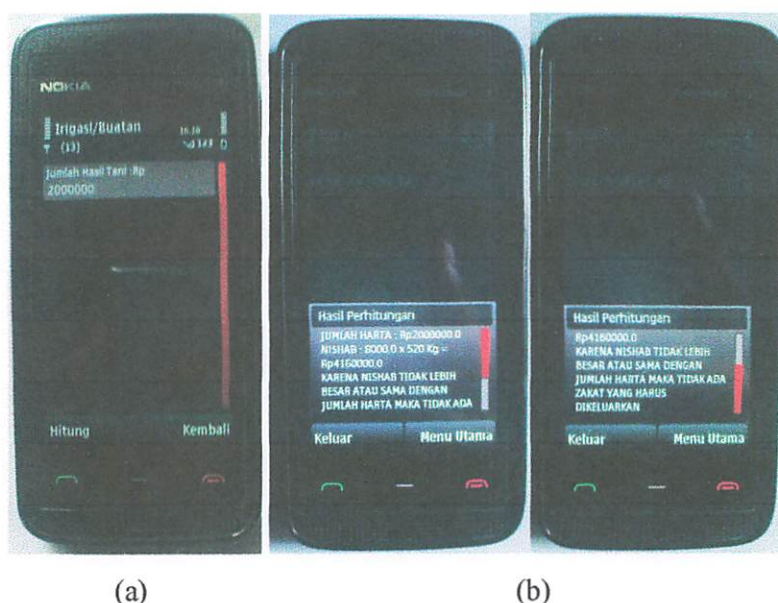 NOKIA
Irigasi/Buatan
(13)
Jumlah Hasil Tani :Rp
2000000
Hitung
Kembali
Hasil Perhitungan
JUMLAH HARTA : Rp2000000.0
NISHAB : 8000.0 x 520 Kg =
Rp4160000.0
KARENA NISHAB TIDAK LEBIH
BESAR ATAU SAMA DENGAN
JUMLAH HARTA MAKA TIDAK ADA
Keluar
Menu Utama
Hasil Perhitungan
Rp4160000.0
KARENA NISHAB TIDAK LEBIH
BESAR ATAU SAMA DENGAN
JUMLAH HARTA MAKA TIDAK ADA
ZAKAT YANG HARUS
DIKELUARKAN
Keluar
Menu Utama
(a)
(b)